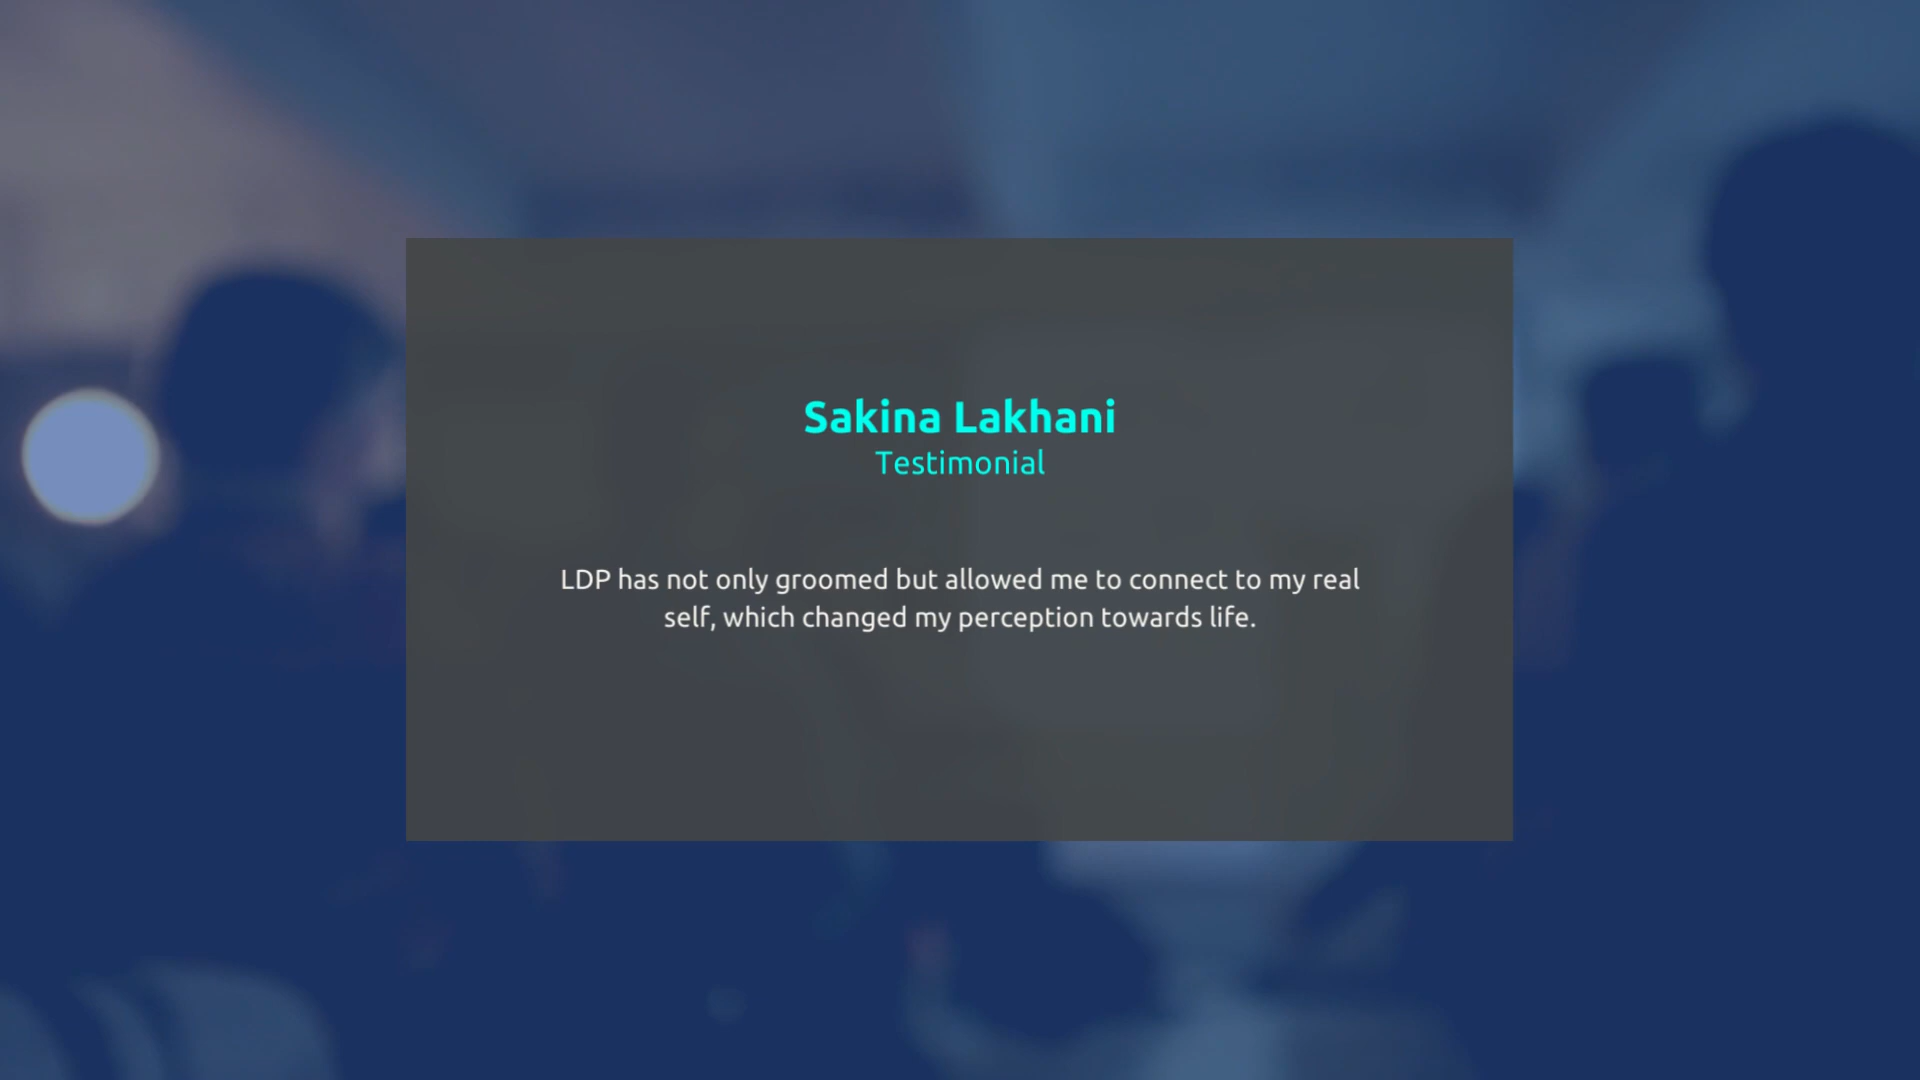 Sakina Lakhani
Testimonial
LDP has not only groomed but allowed me to connect to my real
self, which changed my perception towards life.